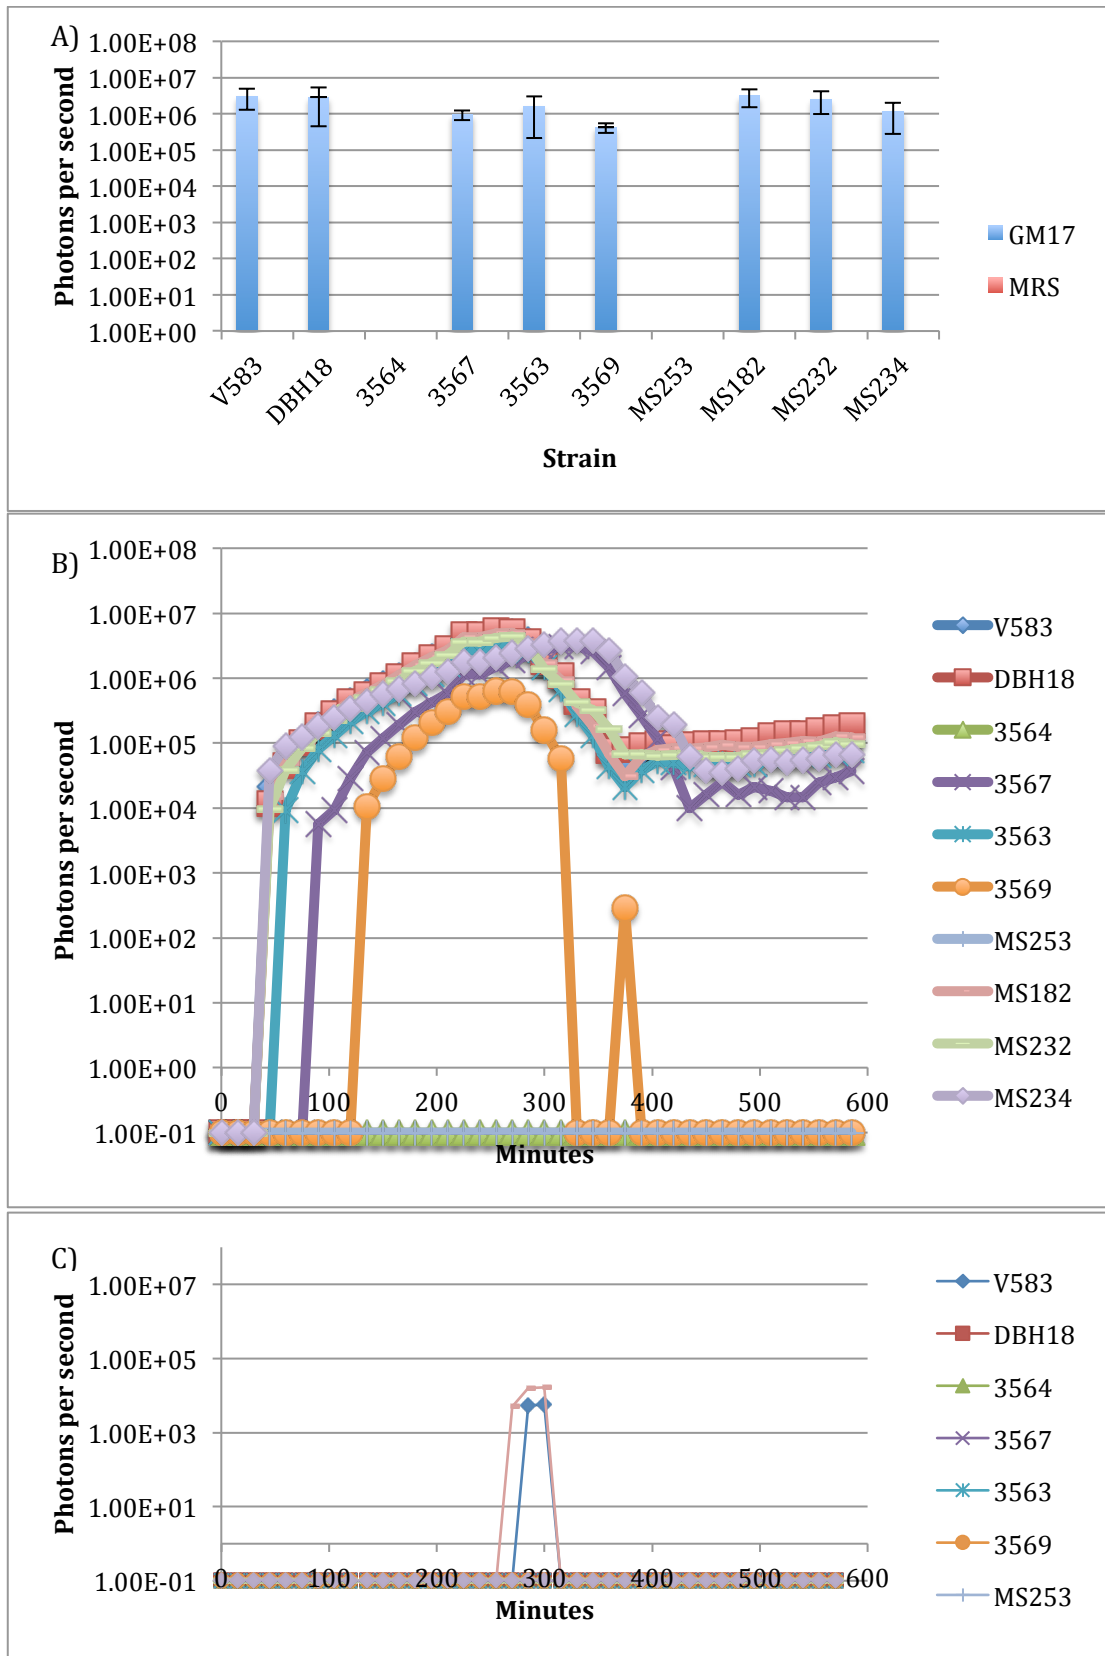 A)
1.00E+08
1.00E+07
1.00E+06
1.00E+05
1.00E+04
1.00E+03
1.00E+02
1.00E+01
1.00E+00
Photons per second
V583
DBH18
3564
3567
3563
3569
MS253
MS182
MS232
MS234
Strain
GM17
MRS
B)
1.00E+08
1.00E+07
1.00E+06
1.00E+05
1.00E+04
1.00E+03
1.00E+02
1.00E+01
1.00E+00
1.00E-01
Photons per second
0 100 200 300 400 500 600
Minutes
V583
DBH18
3564
3567
3563
3569
MS253
MS182
MS232
MS234
C)
1.00E+07
1.00E+05
1.00E+03
1.00E+01
1.00E-01
Photons per second
0 100 200 300 400 500 600
Minutes
V583
DBH18
3564
3567
3563
3569
MS253